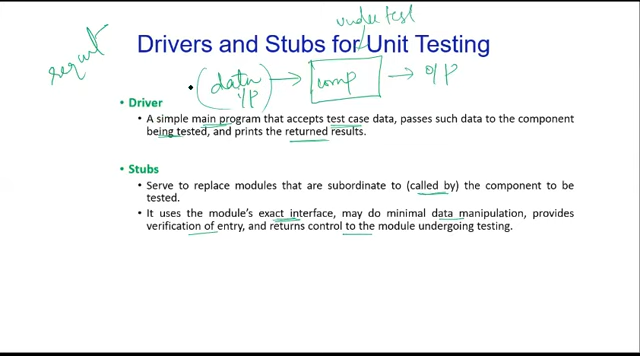 under test
Drivers and Stubs for Unit Testing
data
i/p
comp
o/p
• Driver
• A simple main program that accepts test case data, passes such data to the component
being tested, and prints the returned results.
• Stubs
• Serve to replace modules that are subordinate to (called by) the component to be
tested.
• It uses the module's exact interface, may do minimal data manipulation, provides
verification of entry, and returns control to the module undergoing testing.